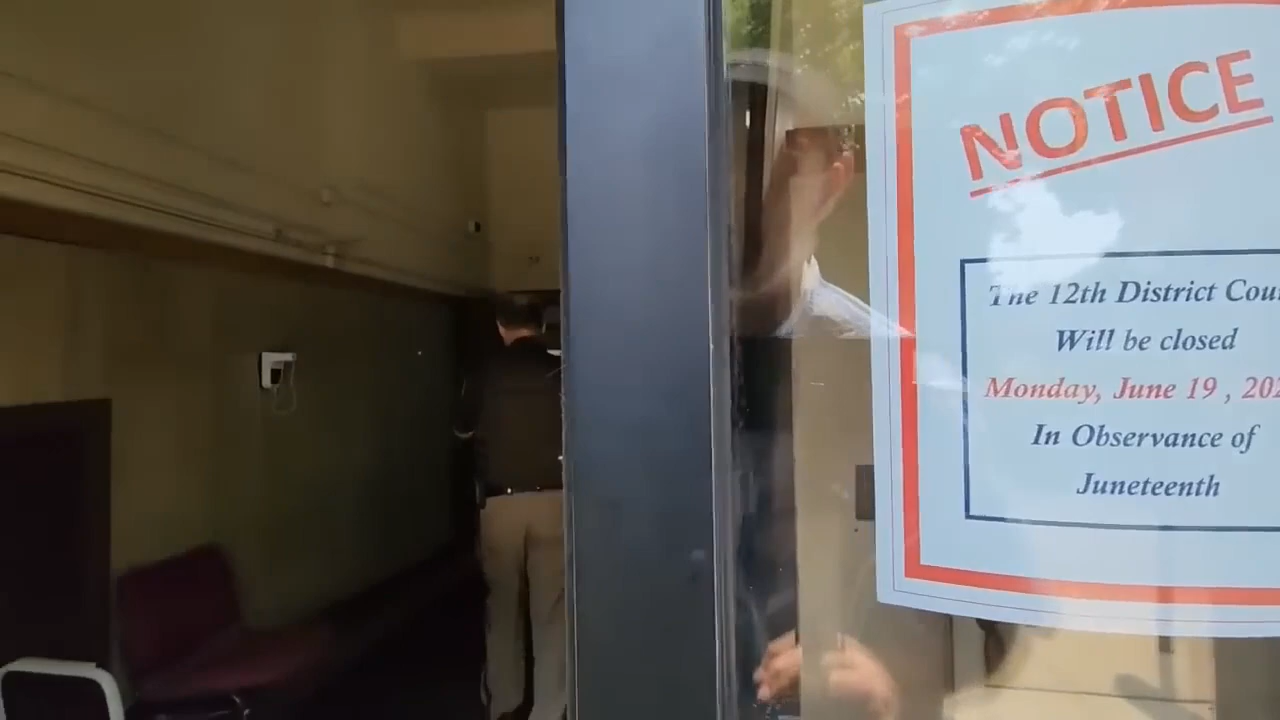 NOTICE
The 12th District Cou
Will be closed
Monday, June 19, 202
In Observance of
Juneteenth